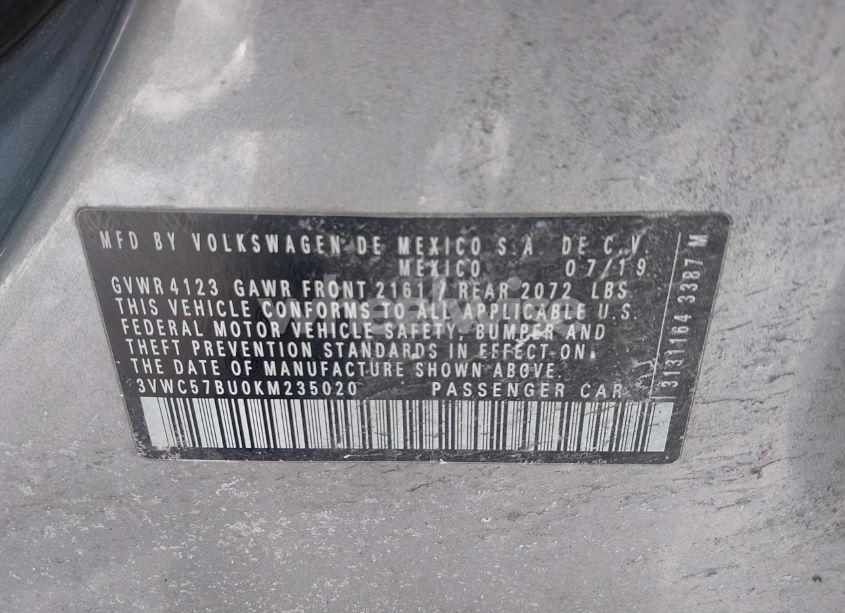 MFD BY VOLKSWAGEN DE MEXICO S.A. DE C.V.
MEXICO 07/19
GVWR 4123 GAWR FRONT 2161 / REAR 2072 LBS
THIS VEHICLE CONFORMS TO ALL APPLICABLE U.S.
FEDERAL MOTOR VEHICLE SAFETY, BUMPER AND
THEFT PREVENTION STANDARDS IN EFFECT ON
THE DATE OF MANUFACTURE SHOWN ABOVE.
3VWC57BU0KM235020 PASSENGER CAR
3131164 3387 M